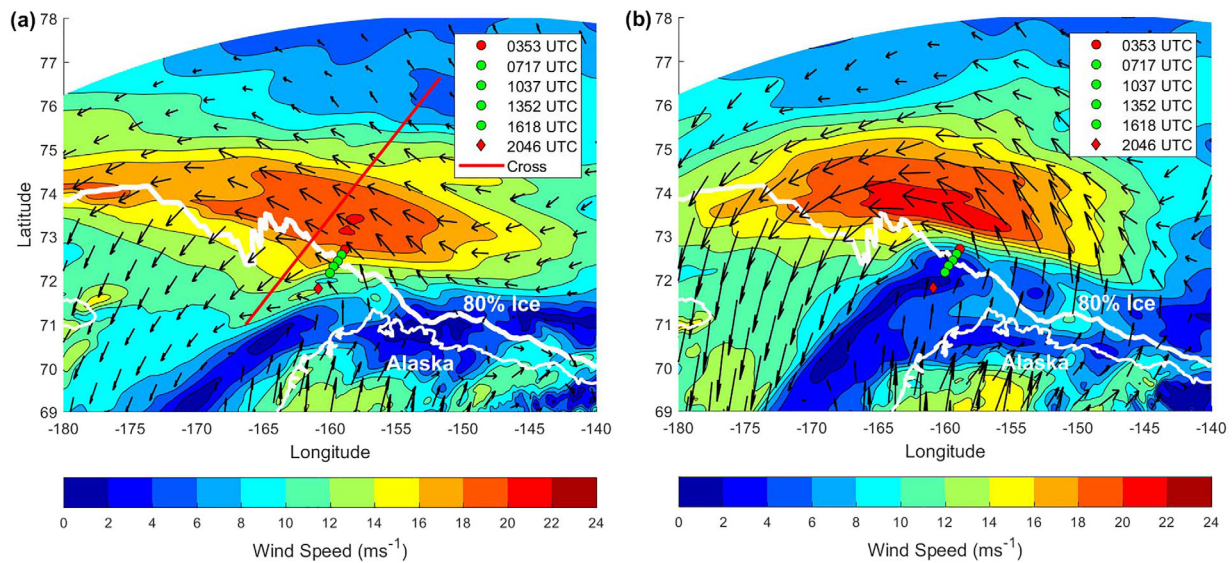 (a)
78
77
76
75
74
73
72
71
70
69
Latitude
0353 UTC
0717 UTC
1037 UTC
1352 UTC
1618 UTC
2046 UTC
Cross
80% Ice
Alaska
-180 -175 -170 -165 -160 -155 -150 -145 -140
Longitude
0 2 4 6 8 10 12 14 16 18 20 22 24
Wind Speed (ms⁻¹)
(b)
78
77
76
75
74
73
72
71
70
69
0353 UTC
0717 UTC
1037 UTC
1352 UTC
1618 UTC
2046 UTC
80% Ice
Alaska
-180 -175 -170 -165 -160 -155 -150 -145 -140
Longitude
0 2 4 6 8 10 12 14 16 18 20 22 24
Wind Speed (ms⁻¹)